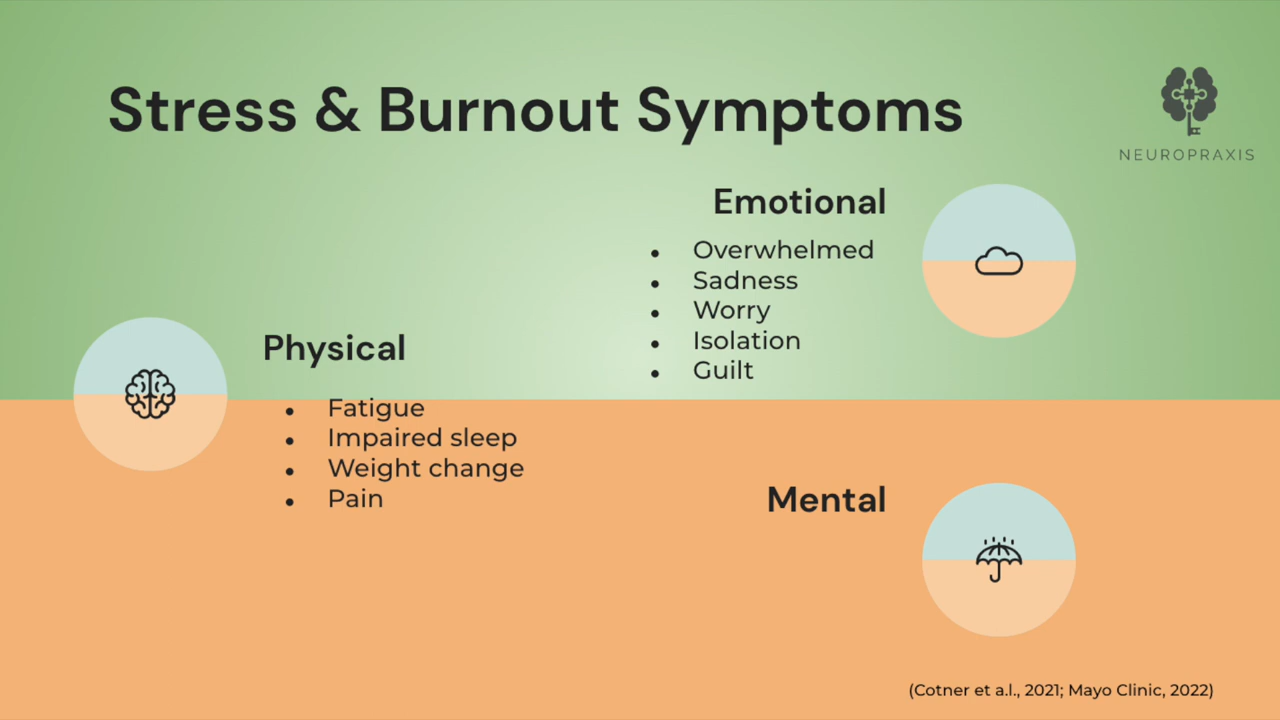 Stress & Burnout Symptoms
NEUROPRAXIS
Emotional
• Overwhelmed
• Sadness
• Worry
• Isolation
• Guilt
Physical
• Fatigue
• Impaired sleep
• Weight change
• Pain
Mental
(Cotner et a.l., 2021; Mayo Clinic, 2022)